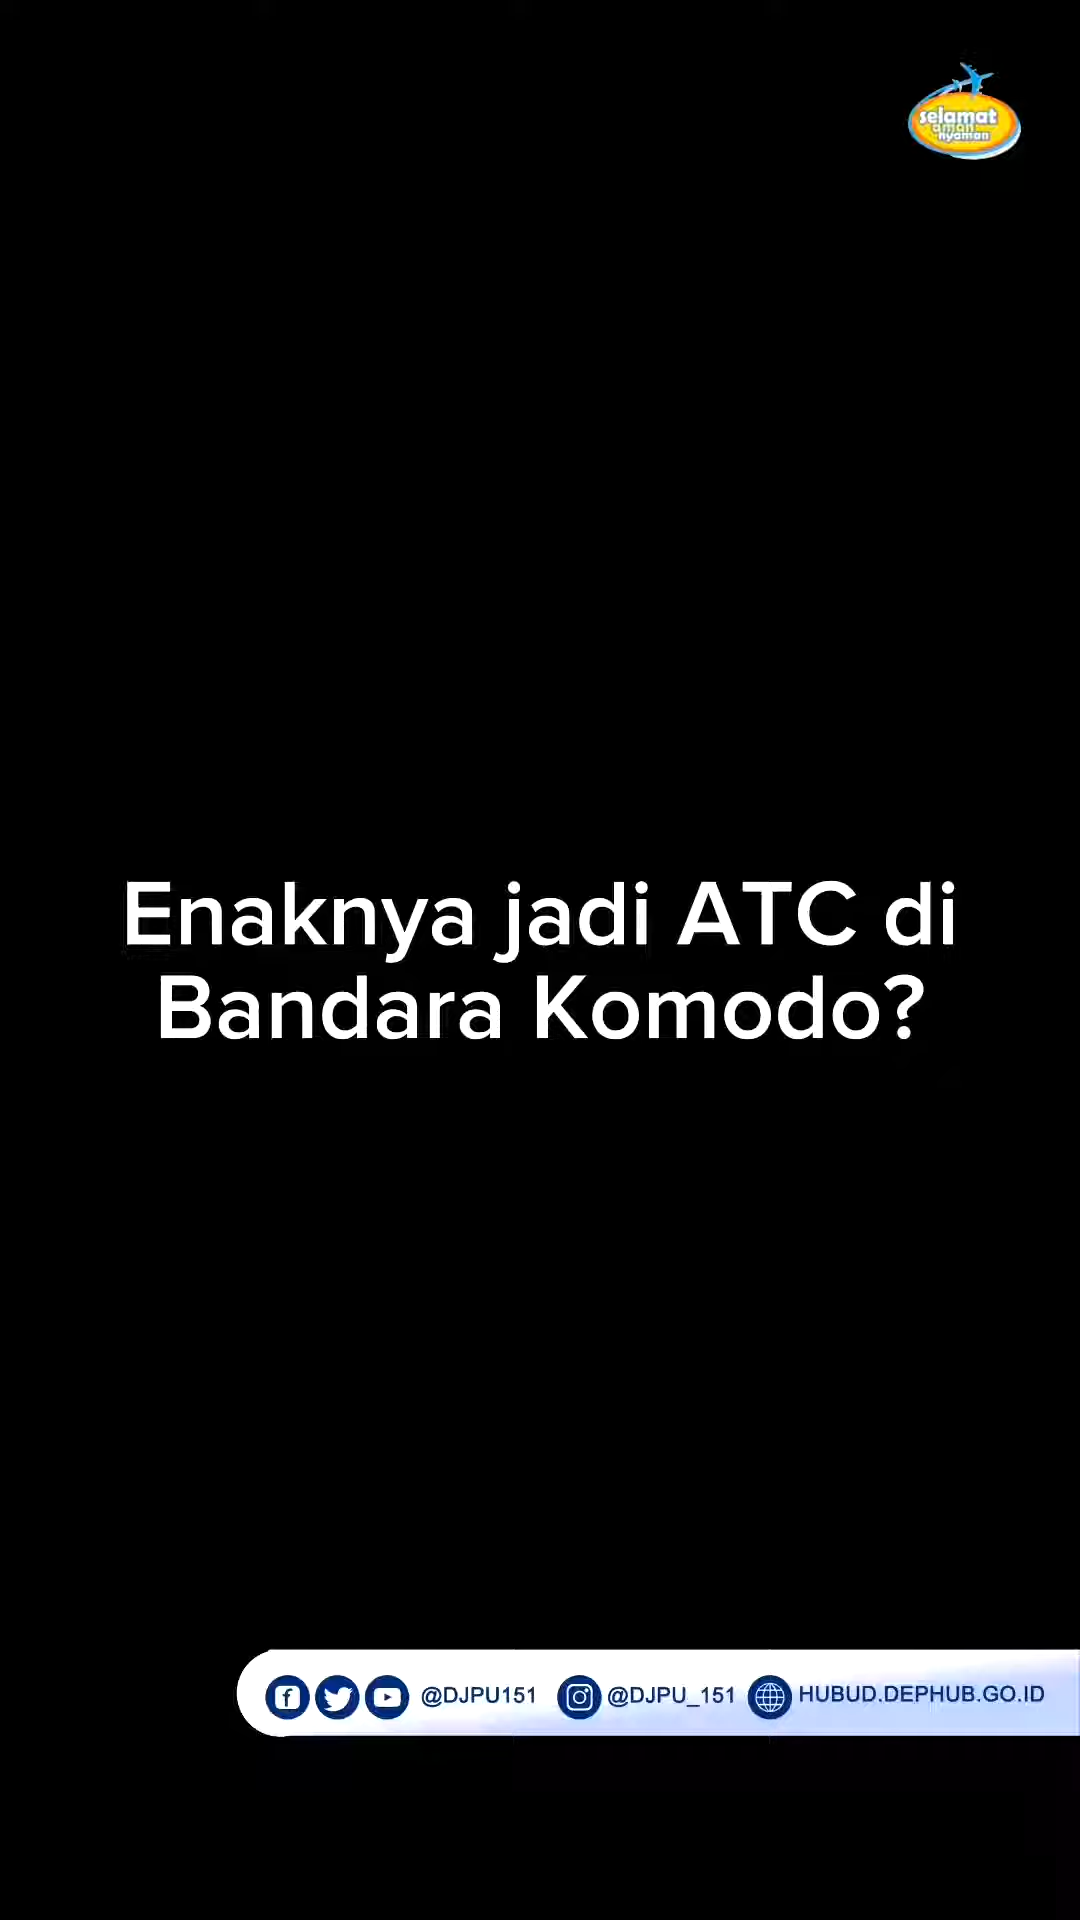 selamat
aman
nyaman
Enaknya jadi ATC di
Bandara Komodo?
@DJPU151 @DJPU_151 HUBUD.DEPHUB.GO.ID